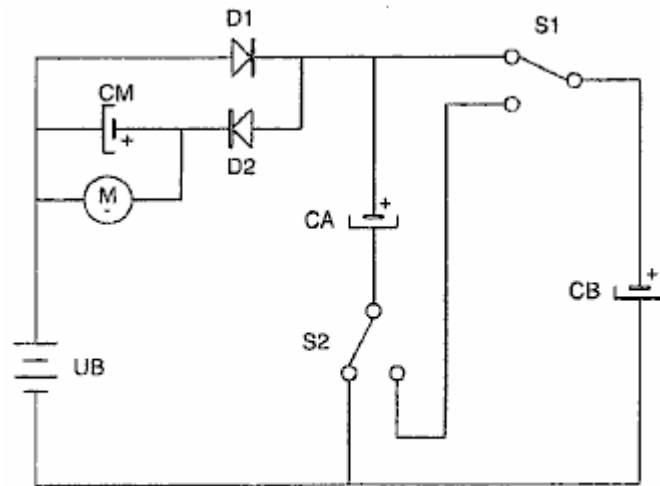 D1
S1
CM
+
D2
M
-
+
CA
+
CB
S2
UB